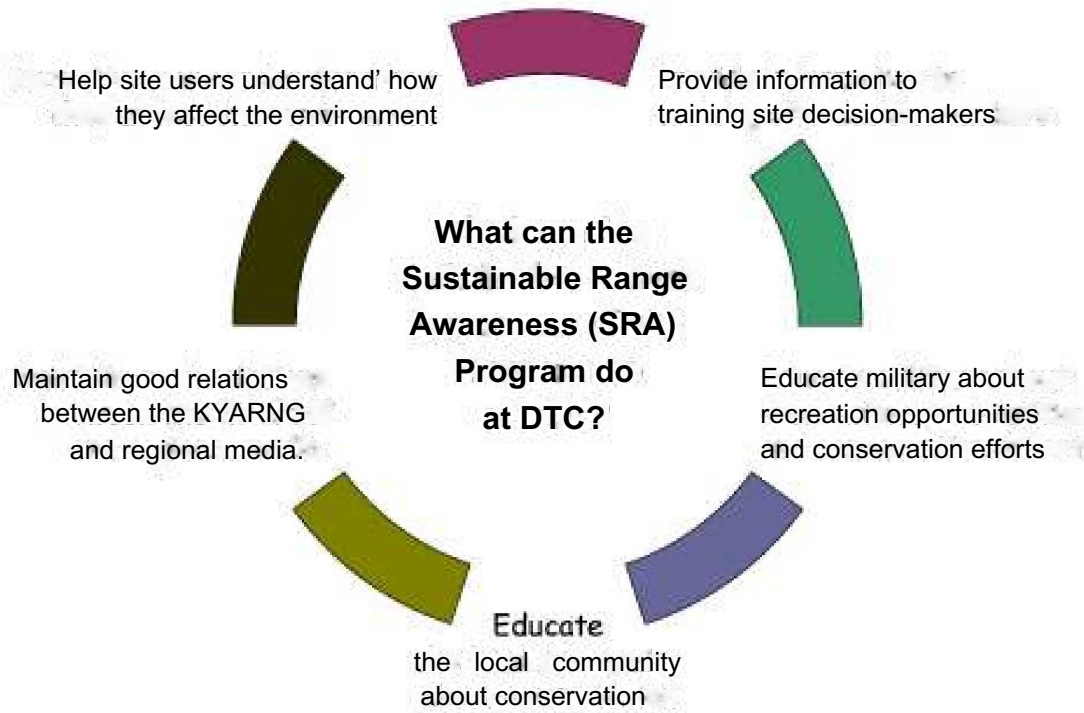 Help site users understand' how
they affect the environment
Provide information to
training site decision-makers
What can the
Sustainable Range
Awareness (SRA)
Program do
at DTC?
Maintain good relations
between the KYARNG
and regional media.
Educate military about
recreation opportunities
and conservation efforts
Educate
the local community
about conservation